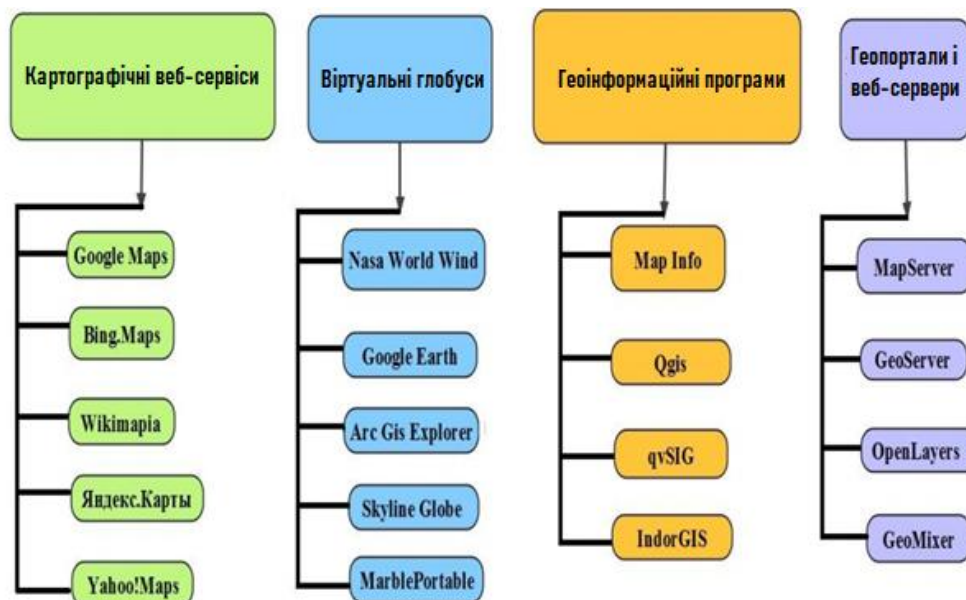 Картографічні веб-сервіси
Google Maps
Bing.Maps
Wikimapia
Яндекс.Карты
Yahoo!Maps
Віртуальні глобуси
Nasa World Wind
Google Earth
Arc Gis Explorer
Skyline Globe
MarblePortable
Геоінформаційні програми
Map Info
Qgis
qvSIG
IndorGIS
Геопортали і
веб-сервери
MapServer
GeoServer
OpenLayers
GeoMixer